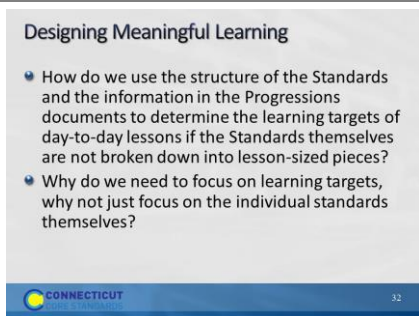 Designing Meaningful Learning
How do we use the structure of the Standards
and the information in the Progressions
documents to determine the learning targets of
day-to-day lessons if the Standards themselves
are not broken down into lesson-sized pieces?
Why do we need to focus on learning targets,
why not just focus on the individual standards
themselves?
CONNECTICUT
CORE STANDARDS
32